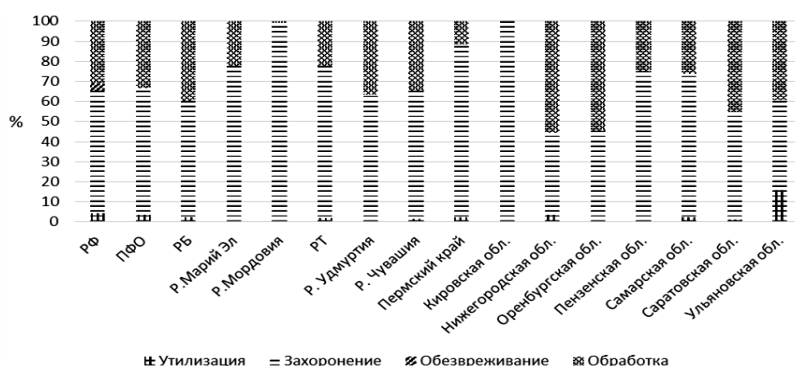 100
90
80
70
60
50
40
30
20
10
0
%
РФ
ПФО
РБ
Р.Марий Эл
Р.Мордовия
РТ
Р. Удмуртия
Р. Чувашия
Пермский край
Кировская обл.
Нижегородская обл.
Оренбургская обл.
Пензенская обл.
Самарская обл.
Саратовская обл.
Ульяновская обл.
Утилизация Захоронение Обезвреживание Обработка